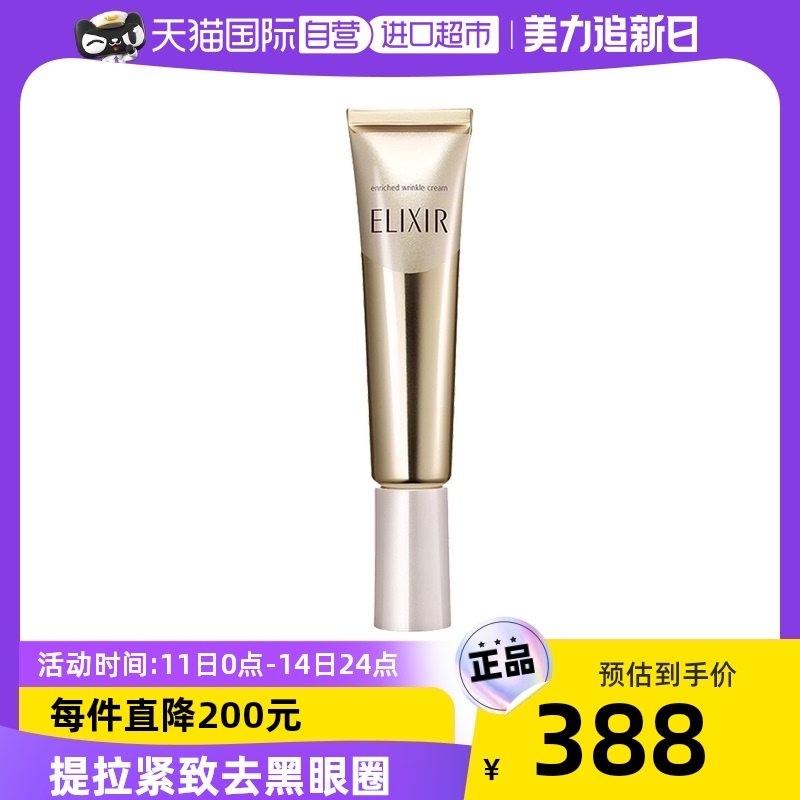 天猫国际 自营 进口超市 美力追新日
enriched wrinkle cream
ELIXIR
活动时间:11日0点-14日24点
每件直降200元
提拉紧致去黑眼圈
正品
预估到手价
¥ 388